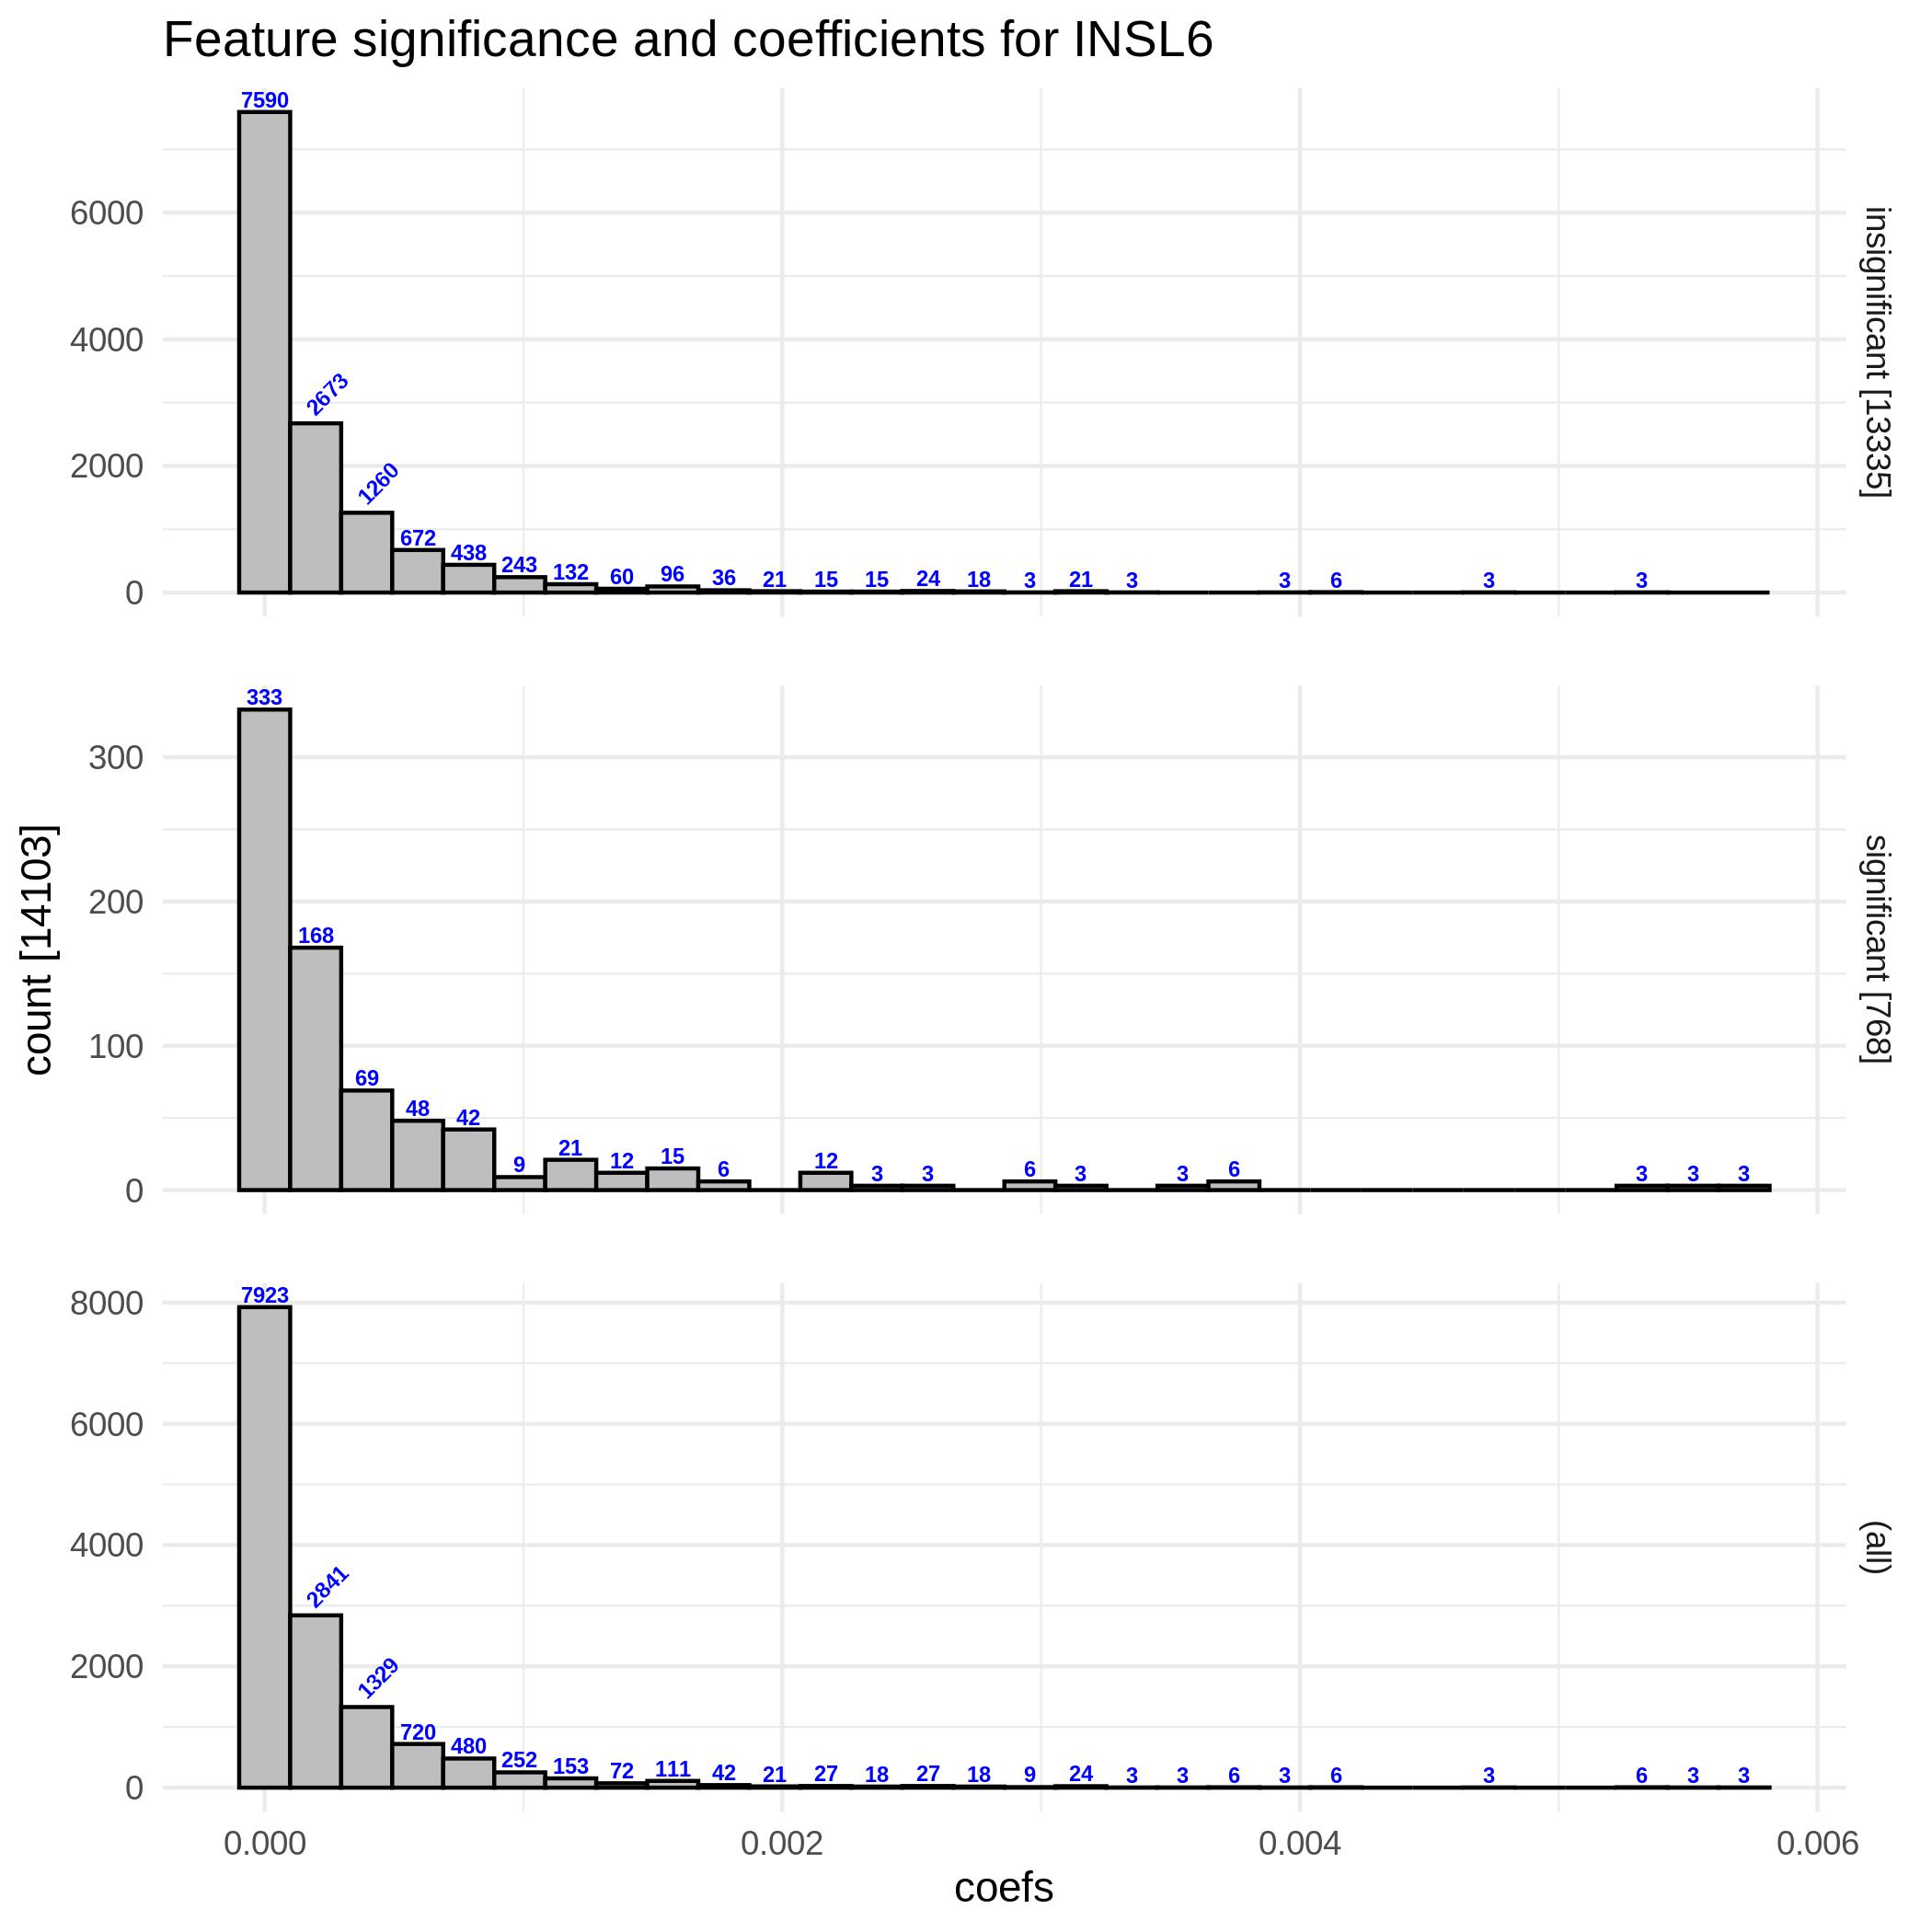 Feature significance and coefficients for INSL6
7590
6000
4000
2000
0
2673
1260
672 438 243 132 60 96 36 21 15 15 24 18 3 21 3 3 6 3 3
insignificant [13335]
count [14103]
333
300
200
100
0
168
69 48 42 9 21 12 15 6 12 3 3 6 3 3 6 3 3 3
significant [768]
7923
8000
6000
4000
2000
0
2841
1329
720 480 252 153 72 111 42 21 27 18 27 18 9 24 3 3 6 3 6 3 6 3 3
(all)
0.000 0.002 0.004 0.006
coefs